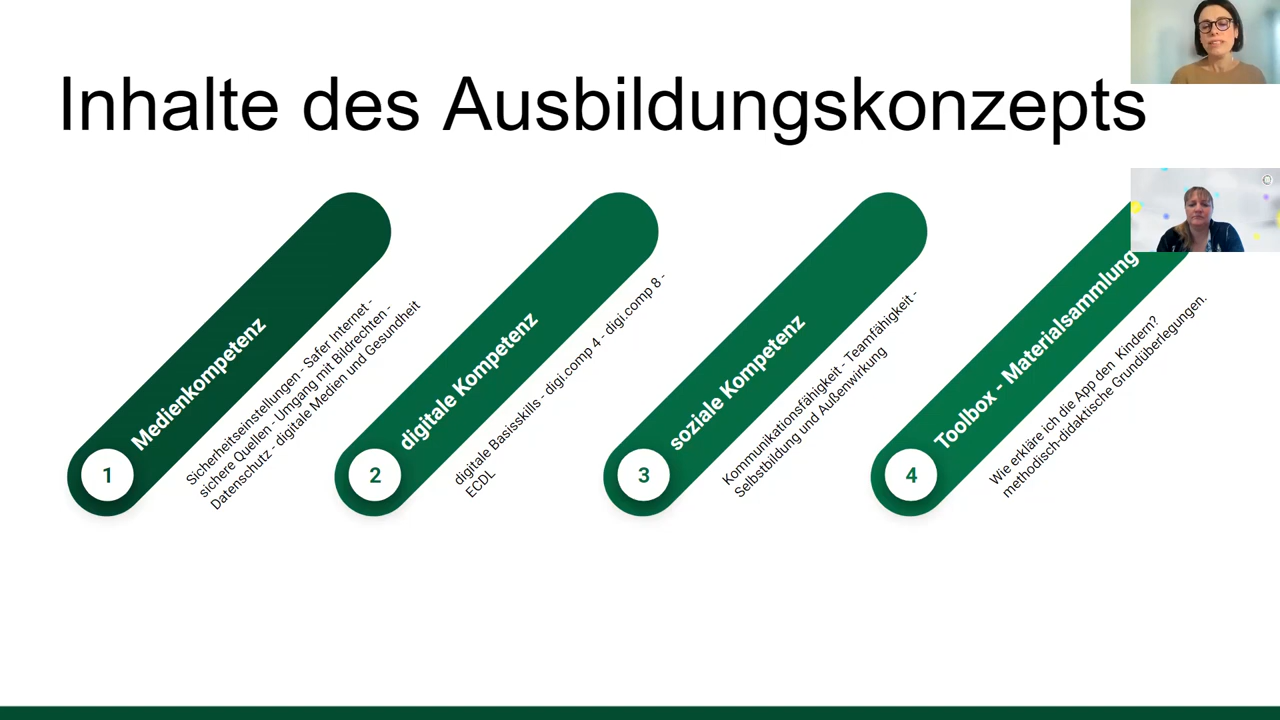 Inhalte des Ausbildungskonzepts
1
Medienkompetenz
Sicherheitseinstellungen - Safer Internet -
sichere Quellen - Umgang mit Bildrechten -
Datenschutz - digitale Medien und Gesundheit
2
digitale Kompetenz
digitale Basisskills - digi.comp 4 - digi.comp 8 -
ECDL
3
soziale Kompetenz
Kommunikationsfähigkeit - Teamfähigkeit -
Selbstbildung und Außenwirkung
4
Toolbox - Materialsammlung
Wie erkläre ich die App den Kindern?
methodisch-didaktische Grundüberlegungen.